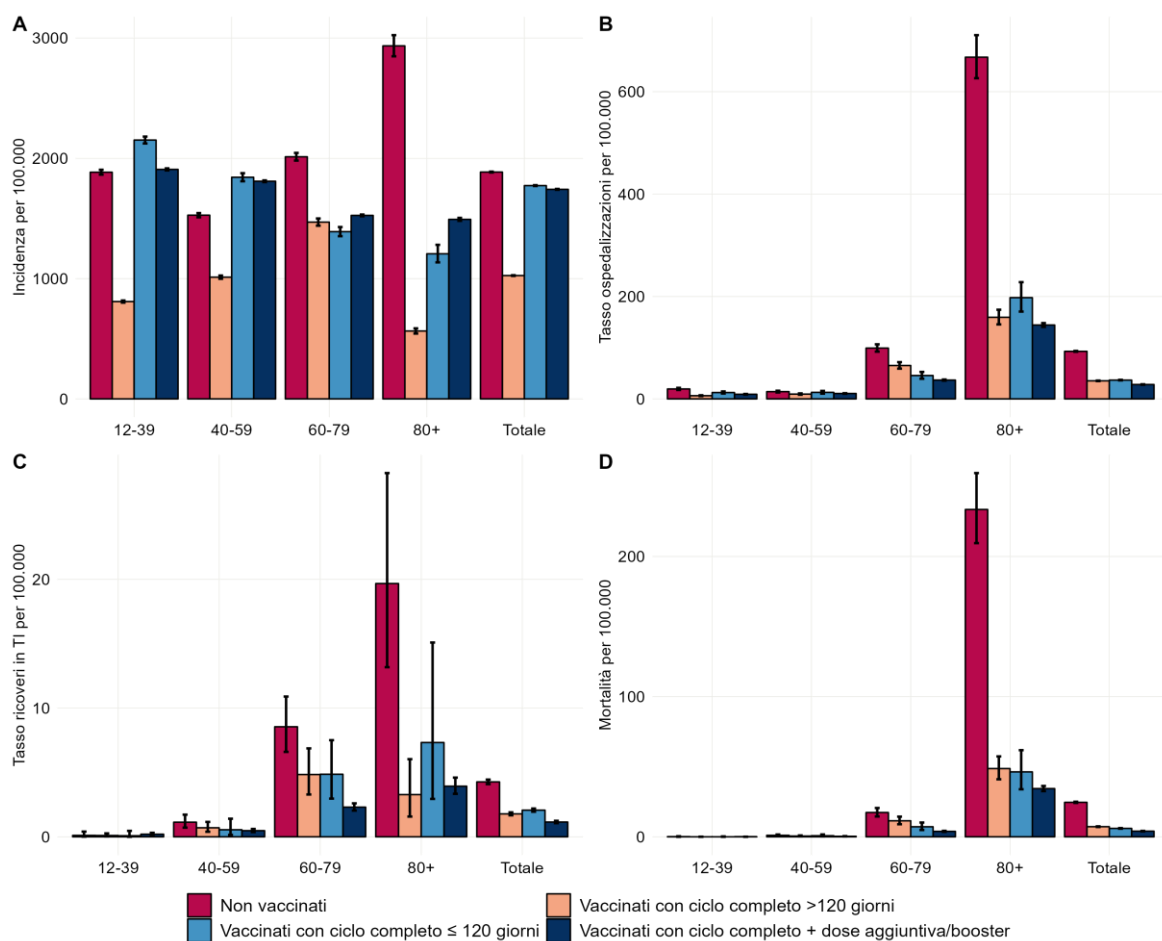 A
Incidenza per 100.000
3000
2000
1000
0
12-39
40-59
60-79
80+
Totale
B
Tasso ospedalizzazioni per 100.000
600
400
200
0
12-39
40-59
60-79
80+
Totale
C
Tasso ricoveri in TI per 100.000
20
10
0
12-39
40-59
60-79
80+
Totale
D
Mortalità per 100.000
200
100
0
12-39
40-59
60-79
80+
Totale
Non vaccinati
Vaccinati con ciclo completo >120 giorni
Vaccinati con ciclo completo ≤ 120 giorni
Vaccinati con ciclo completo + dose aggiuntiva/booster